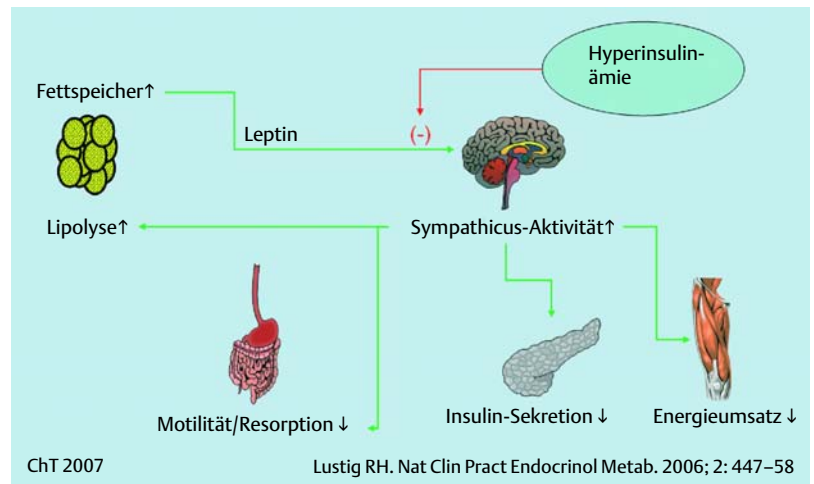 Hyperinsulin-
ämie
Fettspeicher↑
Leptin
(-)
Lipolyse↑
Sympathicus-Aktivität↑
Motilität/Resorption ↓
Insulin-Sekretion ↓
Energieumsatz ↓
ChT 2007
Lustig RH. Nat Clin Pract Endocrinol Metab. 2006; 2: 447–58